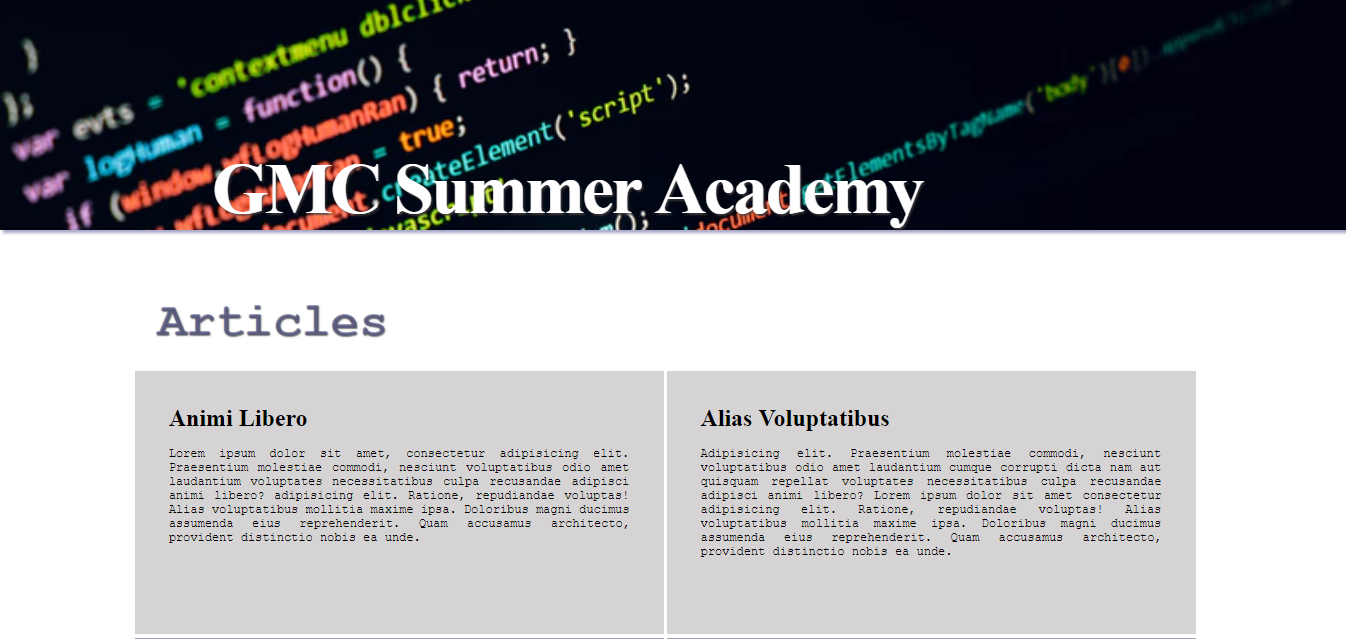 'contextmenu dblclick
}
function() {
);
var evts =
{ return; }
var logHuman =
if (window.wfLogHumanRan)
= true;
createElement('script');
ElementsByTagName('body')[
GMC Summer Academy
Articles
Animi Libero
Lorem ipsum dolor sit amet, consectetur adipisicing elit.
Praesentium molestiae commodi, nesciunt voluptatibus odio amet
laudantium voluptates necessitatibus culpa recusandae adipisci
animi libero? adipisicing elit. Ratione, repudiandae voluptas!
Alias voluptatibus mollitia maxime ipsa. Doloribus magni ducimus
assumenda eius reprehenderit. Quam accusamus architecto,
provident distinctio nobis ea unde.
Alias Voluptatibus
Adipisicing elit. Praesentium molestiae commodi, nesciunt
voluptatibus odio amet laudantium cumque corrupti dicta nam aut
quisquam repellat voluptates necessitatibus culpa recusandae
adipisci animi libero? Lorem ipsum dolor sit amet consectetur
adipisicing elit. Ratione, repudiandae voluptas! Alias
voluptatibus mollitia maxime ipsa. Doloribus magni ducimus
assumenda eius reprehenderit. Quam accusamus architecto,
provident distinctio nobis ea unde.